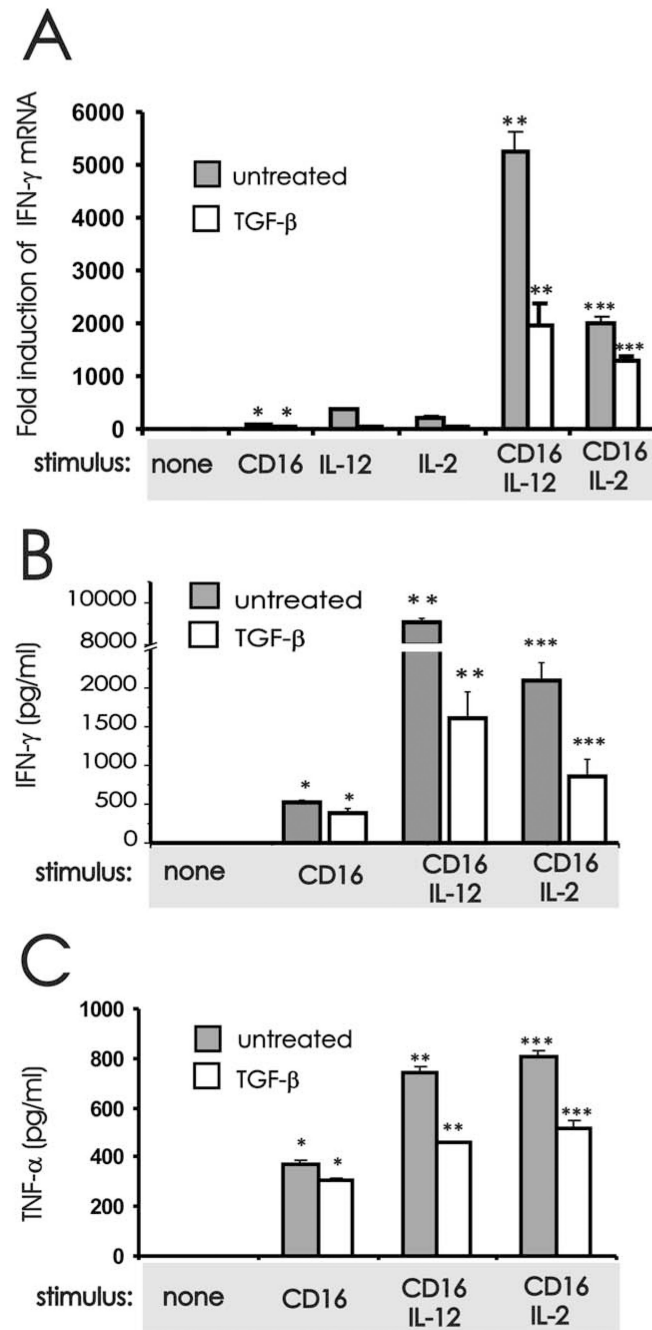 A
Fold induction of IFN-γ mRNA
6000
5000
4000
3000
2000
1000
0
untreated
TGF-β
**
**
***
***
* *
stimulus: none CD16 IL-12 IL-2 CD16 CD16
IL-12 IL-2
B
IFN-γ (pg/ml)
10000
8000
2000
1500
1000
500
0
untreated
TGF-β
**
**
***
***
*
*
stimulus: none CD16 CD16 CD16
IL-12 IL-2
C
TNF-α (pg/ml)
1000
800
600
400
200
0
untreated
TGF-β
***
**
***
**
*
*
stimulus: none CD16 CD16 CD16
IL-12 IL-2